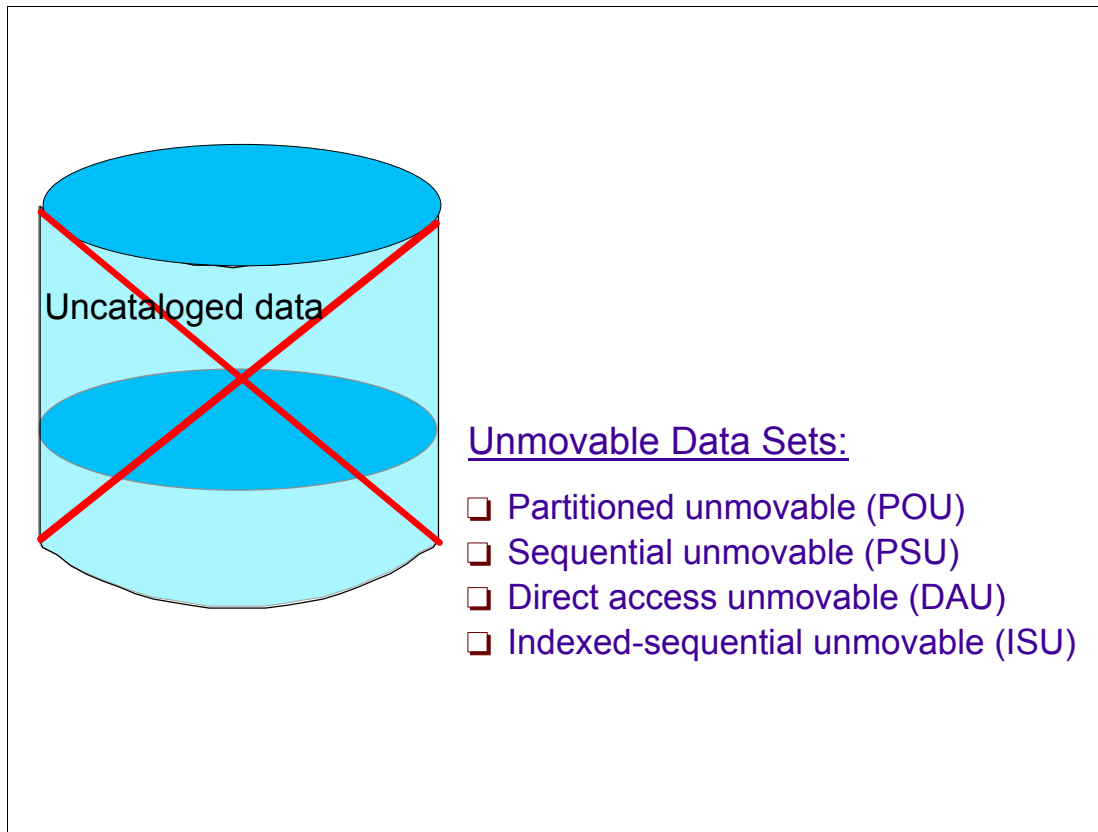 Uncataloged data
Unmovable Data Sets:
Partitioned unmovable (POU)
Sequential unmovable (PSU)
Direct access unmovable (DAU)
Indexed-sequential unmovable (ISU)